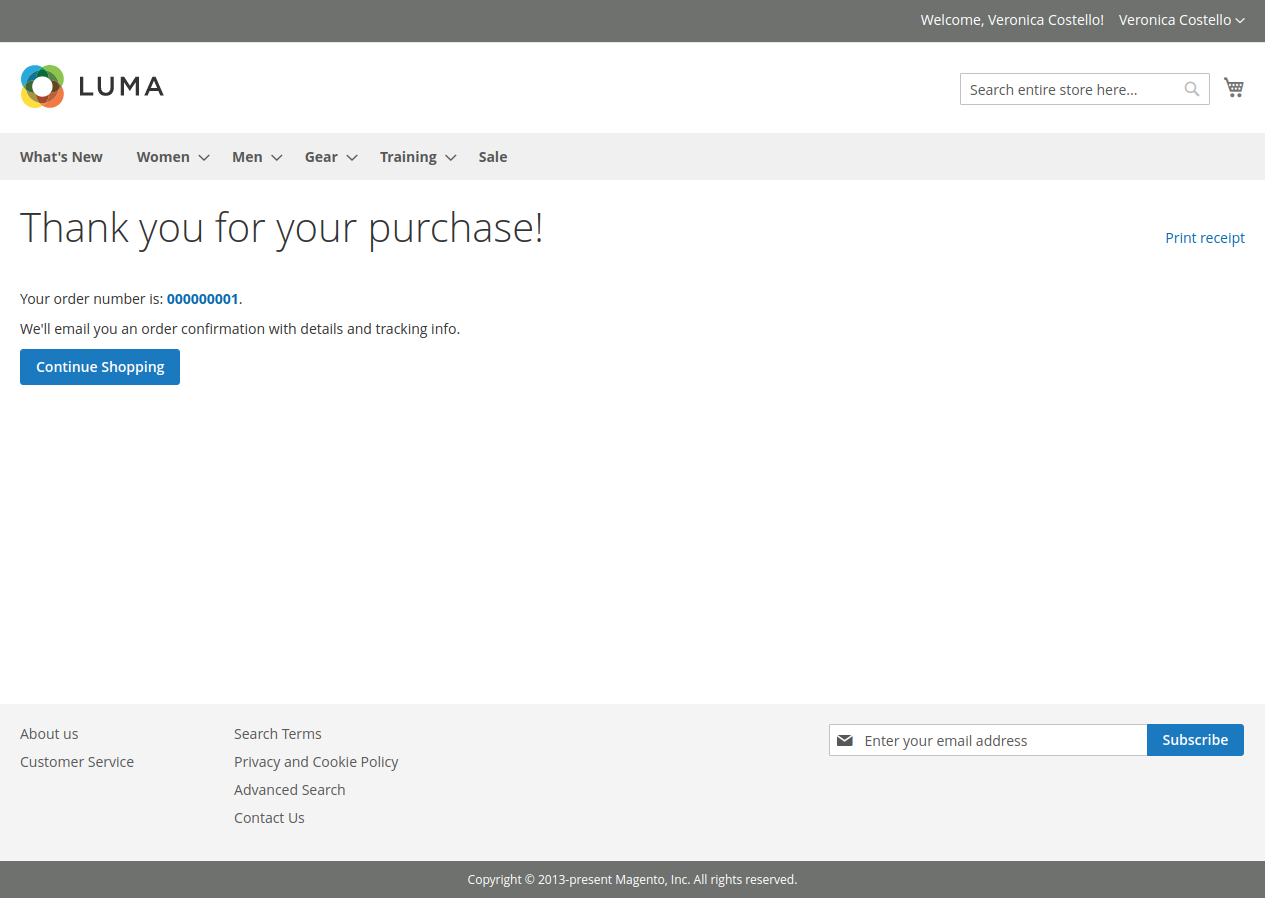 Welcome, Veronica Costello! Veronica Costello
LUMA
Search entire store here...
What's New Women Men Gear Training Sale
Thank you for your purchase!
Print receipt
Your order number is: 000000001.
We'll email you an order confirmation with details and tracking info.
Continue Shopping
About us
Customer Service
Search Terms
Privacy and Cookie Policy
Advanced Search
Contact Us
Enter your email address
Subscribe
Copyright © 2013-present Magento, Inc. All rights reserved.